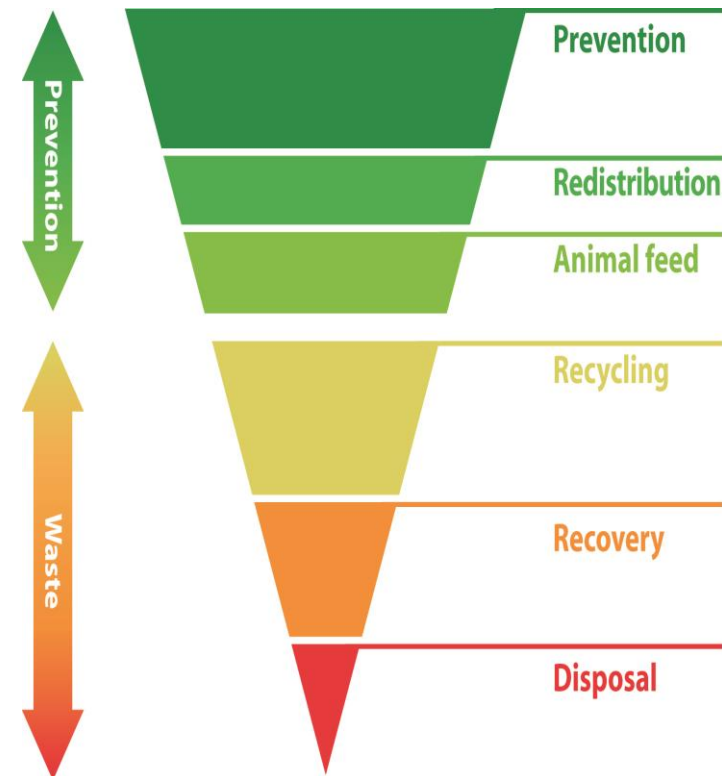 Prevention
Prevention
Redistribution
Animal feed
Waste
Recycling
Recovery
Disposal